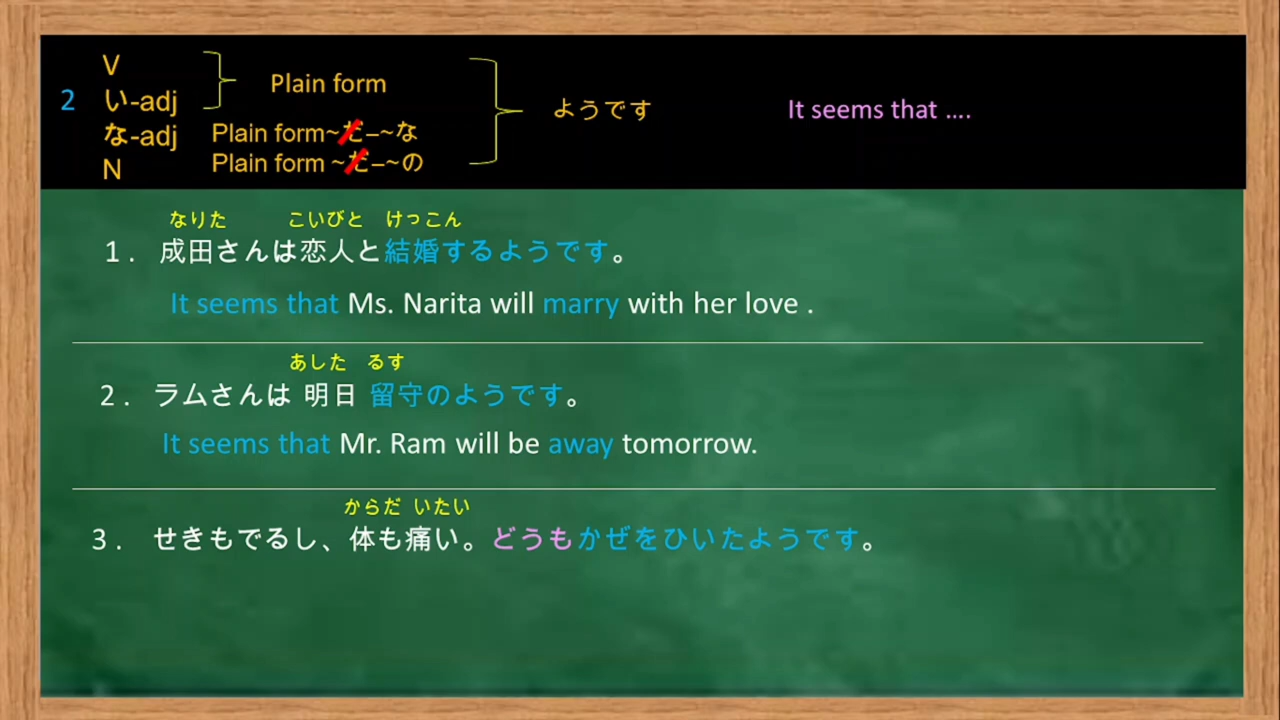 2
V
い-adj
な-adj
N
Plain form
Plain form~だ–~な
Plain form ~だ–~の
ようです
It seems that ....
なりた こいびと けっこん
1. 成田さんは恋人と結婚するようです。
It seems that Ms. Narita will marry with her love .
あした るす
2. ラムさんは 明日 留守のようです。
It seems that Mr. Ram will be away tomorrow.
からだ いたい
3. せきもでるし、体も痛い。どうもかぜをひいたようです。